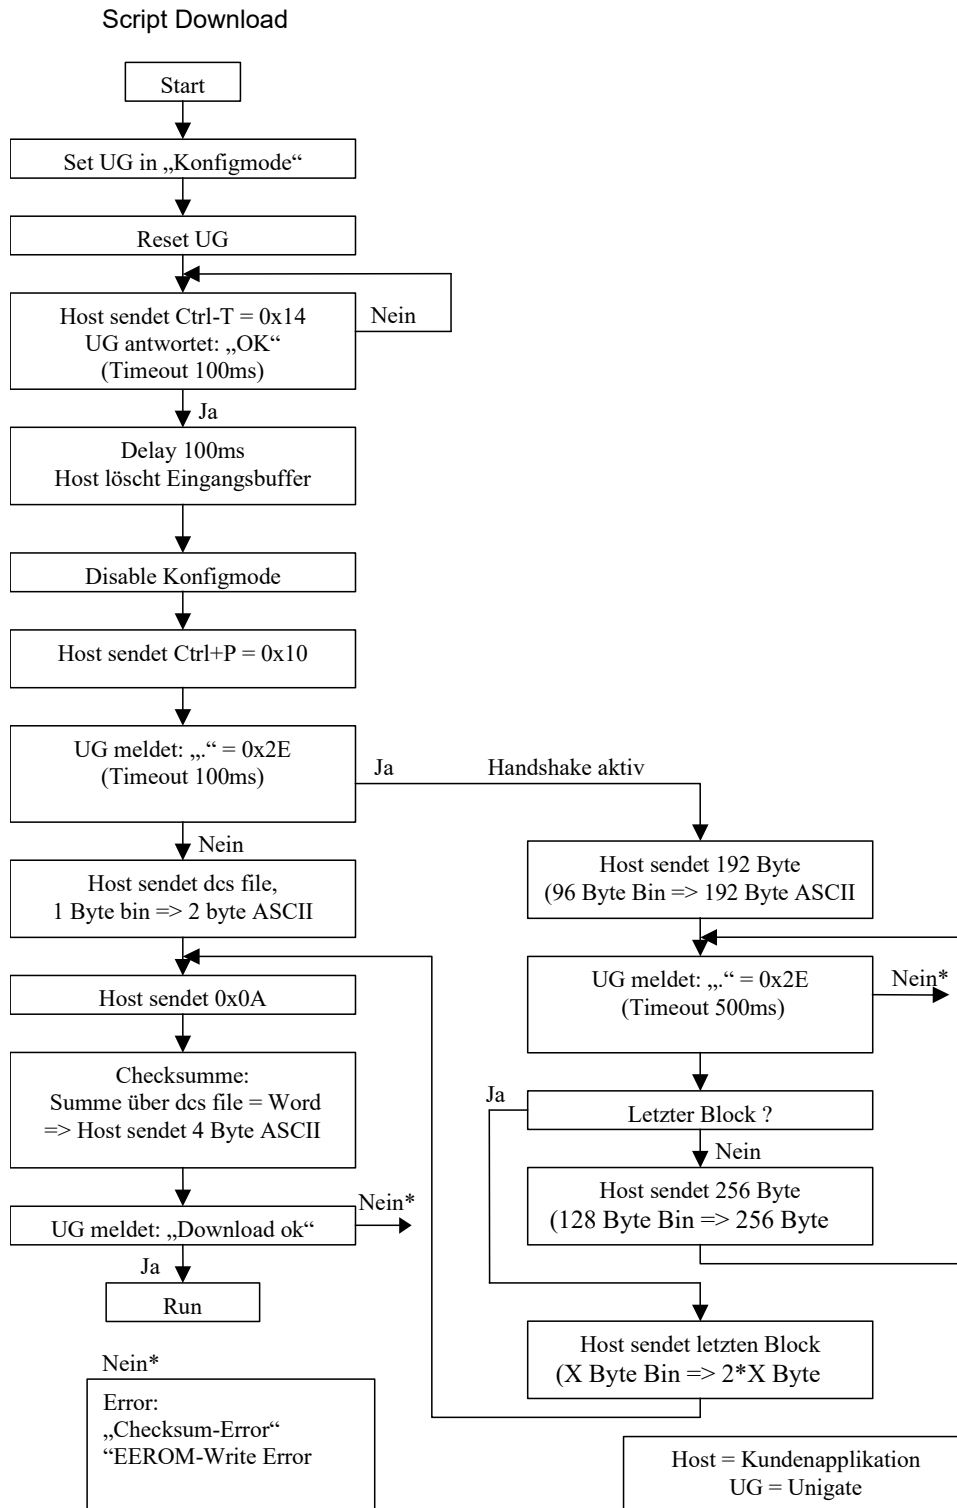 Script Download
Start
Set UG in „Konfigmode“
Reset UG
Host sendet Ctrl-T = 0x14
UG antwortet: „OK“
(Timeout 100ms)
Nein
Ja
Delay 100ms
Host löscht Eingangsbuffer
Disable Konfigmode
Host sendet Ctrl+P = 0x10
UG meldet: „.“ = 0x2E
(Timeout 100ms)
Ja
Handshake aktiv
Nein
Host sendet dcs file,
1 Byte bin => 2 byte ASCII
Host sendet 0x0A
Checksumme:
Summe über dcs file = Word
=> Host sendet 4 Byte ASCII
UG meldet: „Download ok“
Nein*
Ja
Run
Host sendet 192 Byte
(96 Byte Bin => 192 Byte ASCII
UG meldet: „.“ = 0x2E
(Timeout 500ms)
Nein*
Ja
Letzter Block ?
Nein
Host sendet 256 Byte
(128 Byte Bin => 256 Byte
Host sendet letzten Block
(X Byte Bin => 2*X Byte
Nein*
Error:
„Checksum-Error“
“EEROM-Write Error
Host = Kundenapplikation
UG = Unigate